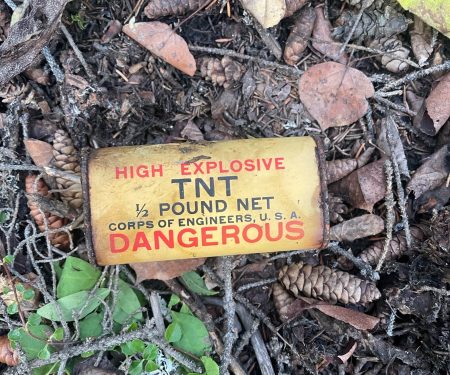 HIGH EXPLOSIVE
TNT
½ POUND NET
CORPS OF ENGINEERS, U. S. A.
DANGEROUS